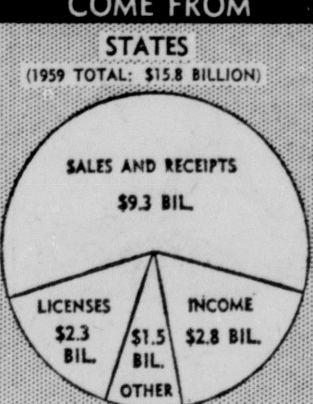 COME FROM
STATES
(1959 TOTAL: $15.8 BILLION)
SALES AND RECEIPTS
$9.3 BIL.
LICENSES
$2.3
BIL.
$1.5
BIL.
OTHER
INCOME
$2.8 BIL.